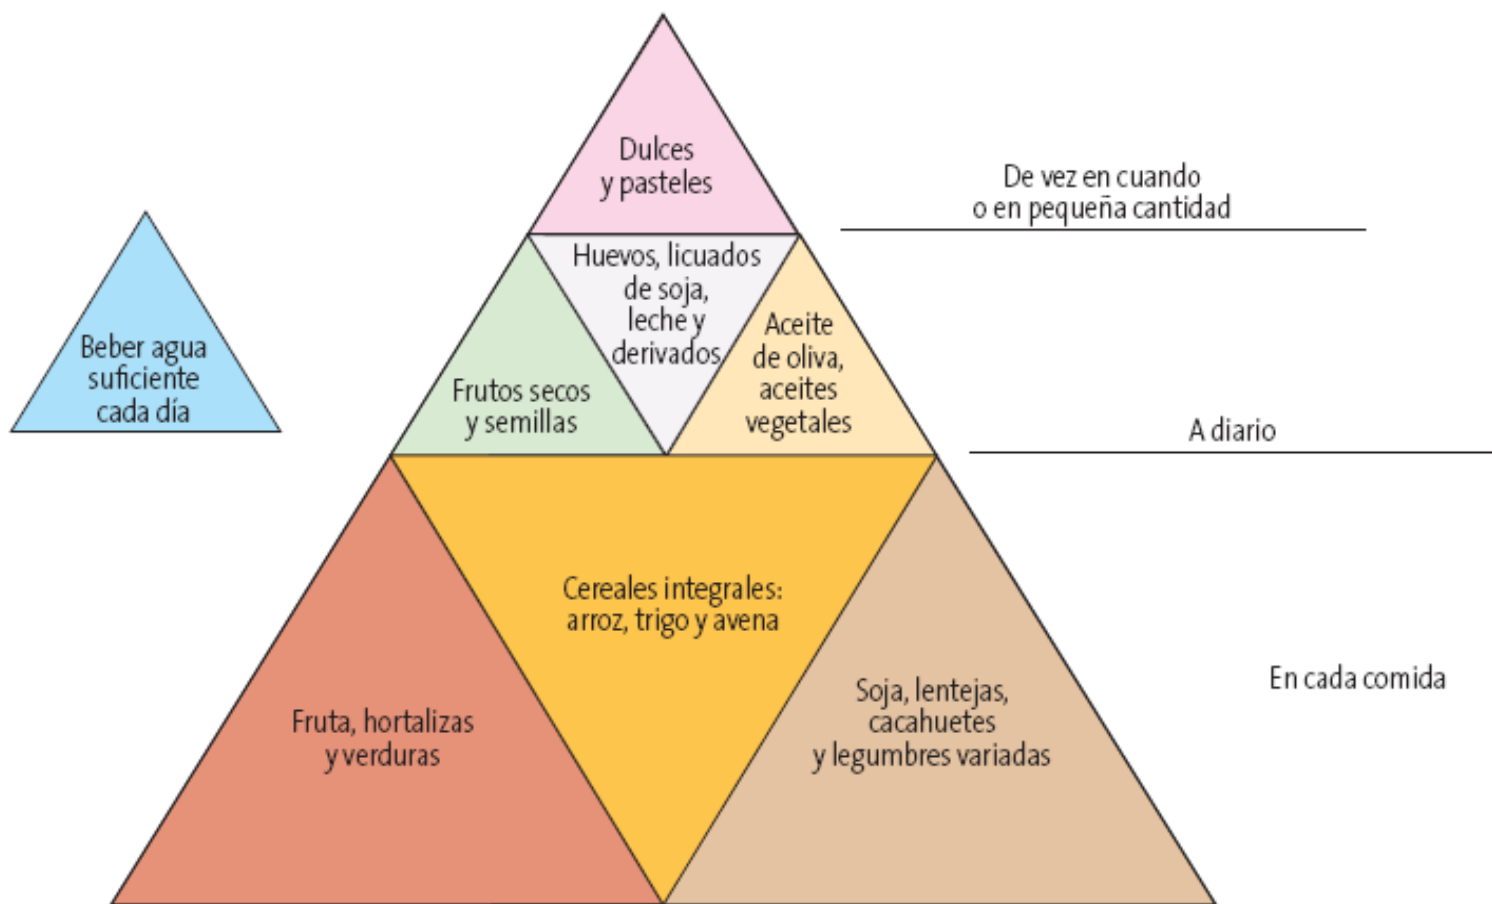 Dulces
y pasteles
De vez en cuando
o en pequeña cantidad
Beber agua
suficiente
cada día
Huevos, licuados
de soja,
leche y
derivados
Frutos secos
y semillas
Aceite
de oliva,
aceites
vegetales
A diario
Cereales integrales:
arroz, trigo y avena
Fruta, hortalizas
y verduras
Soja, lentejas,
cacahuetes
y legumbres variadas
En cada comida